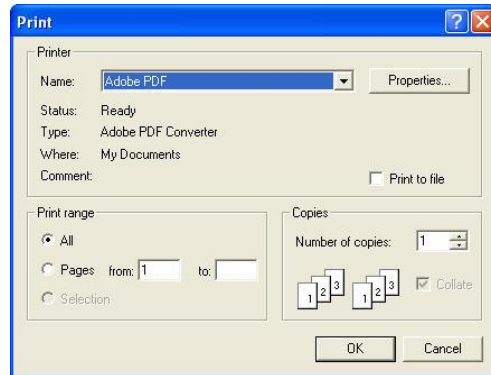 Print
Printer
Name: Adobe PDF Properties...
Status: Ready
Type: Adobe PDF Converter
Where: My Documents
Comment: Print to file
Print range Copies
All Number of copies: 1
Pages from: 1 to:
1 2 3 1 2 3 Collate
Selection
OK Cancel